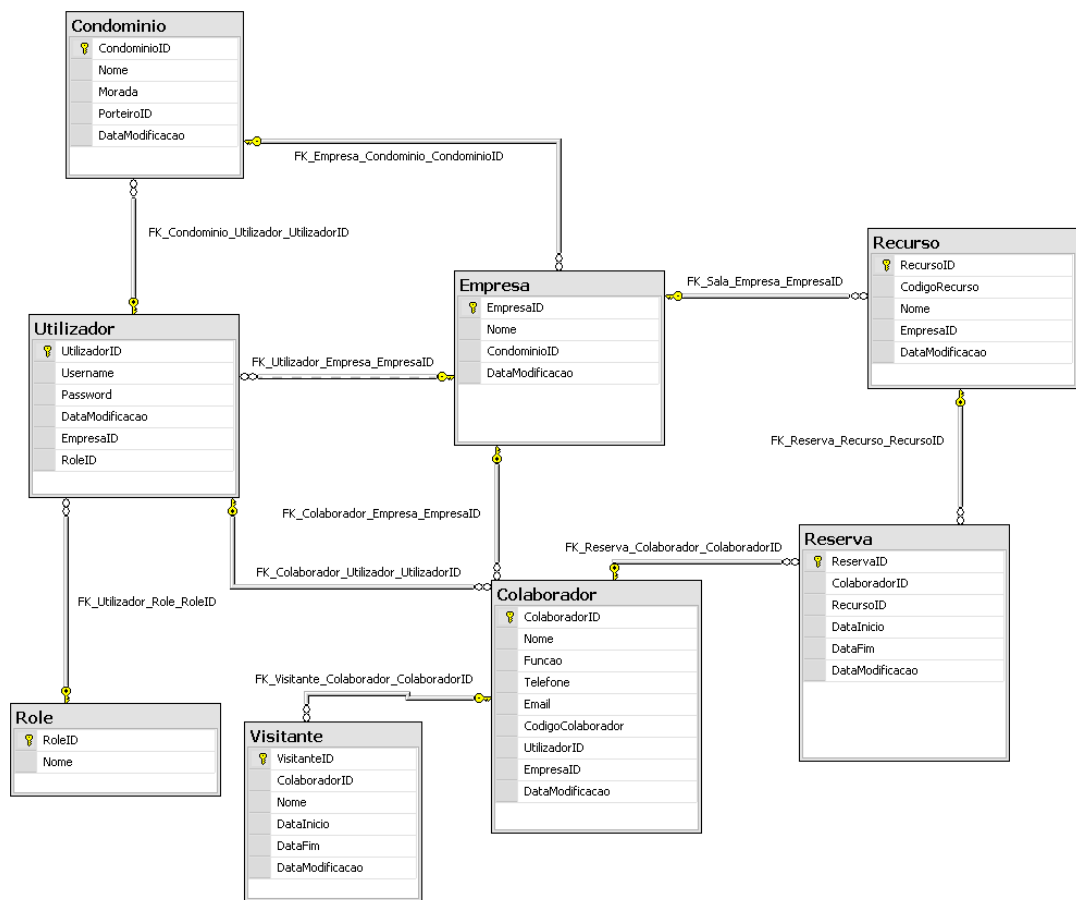 Condominio
CondominioID
Nome
Morada
PorteiroID
DataModificacao
FK_Empresa_Condominio_CondominioID
FK_Condominio_Utilizador_UtilizadorID
Recurso
RecursoID
CodigoRecurso
Nome
EmpresaID
DataModificacao
FK_Sala_Empresa_EmpresaID
Empresa
EmpresaID
Nome
CondominioID
DataModificacao
Utilizador
UtilizadorID
Username
Password
DataModificacao
EmpresaID
RoleID
FK_Utilizador_Empresa_EmpresaID
FK_Reserva_Recurso_RecursoID
FK_Colaborador_Empresa_EmpresaID
FK_Reserva_Colaborador_ColaboradorID
FK_Colaborador_Utilizador_UtilizadorID
FK_Utilizador_Role_RoleID
Reserva
ReservaID
ColaboradorID
RecursoID
DataInicio
DataFim
DataModificacao
Colaborador
ColaboradorID
Nome
Funcao
Telefone
Email
CodigoColaborador
UtilizadorID
EmpresaID
DataModificacao
FK_Visitante_Colaborador_ColaboradorID
Role
RoleID
Nome
Visitante
VisitanteID
ColaboradorID
Nome
DataInicio
DataFim
DataModificacao